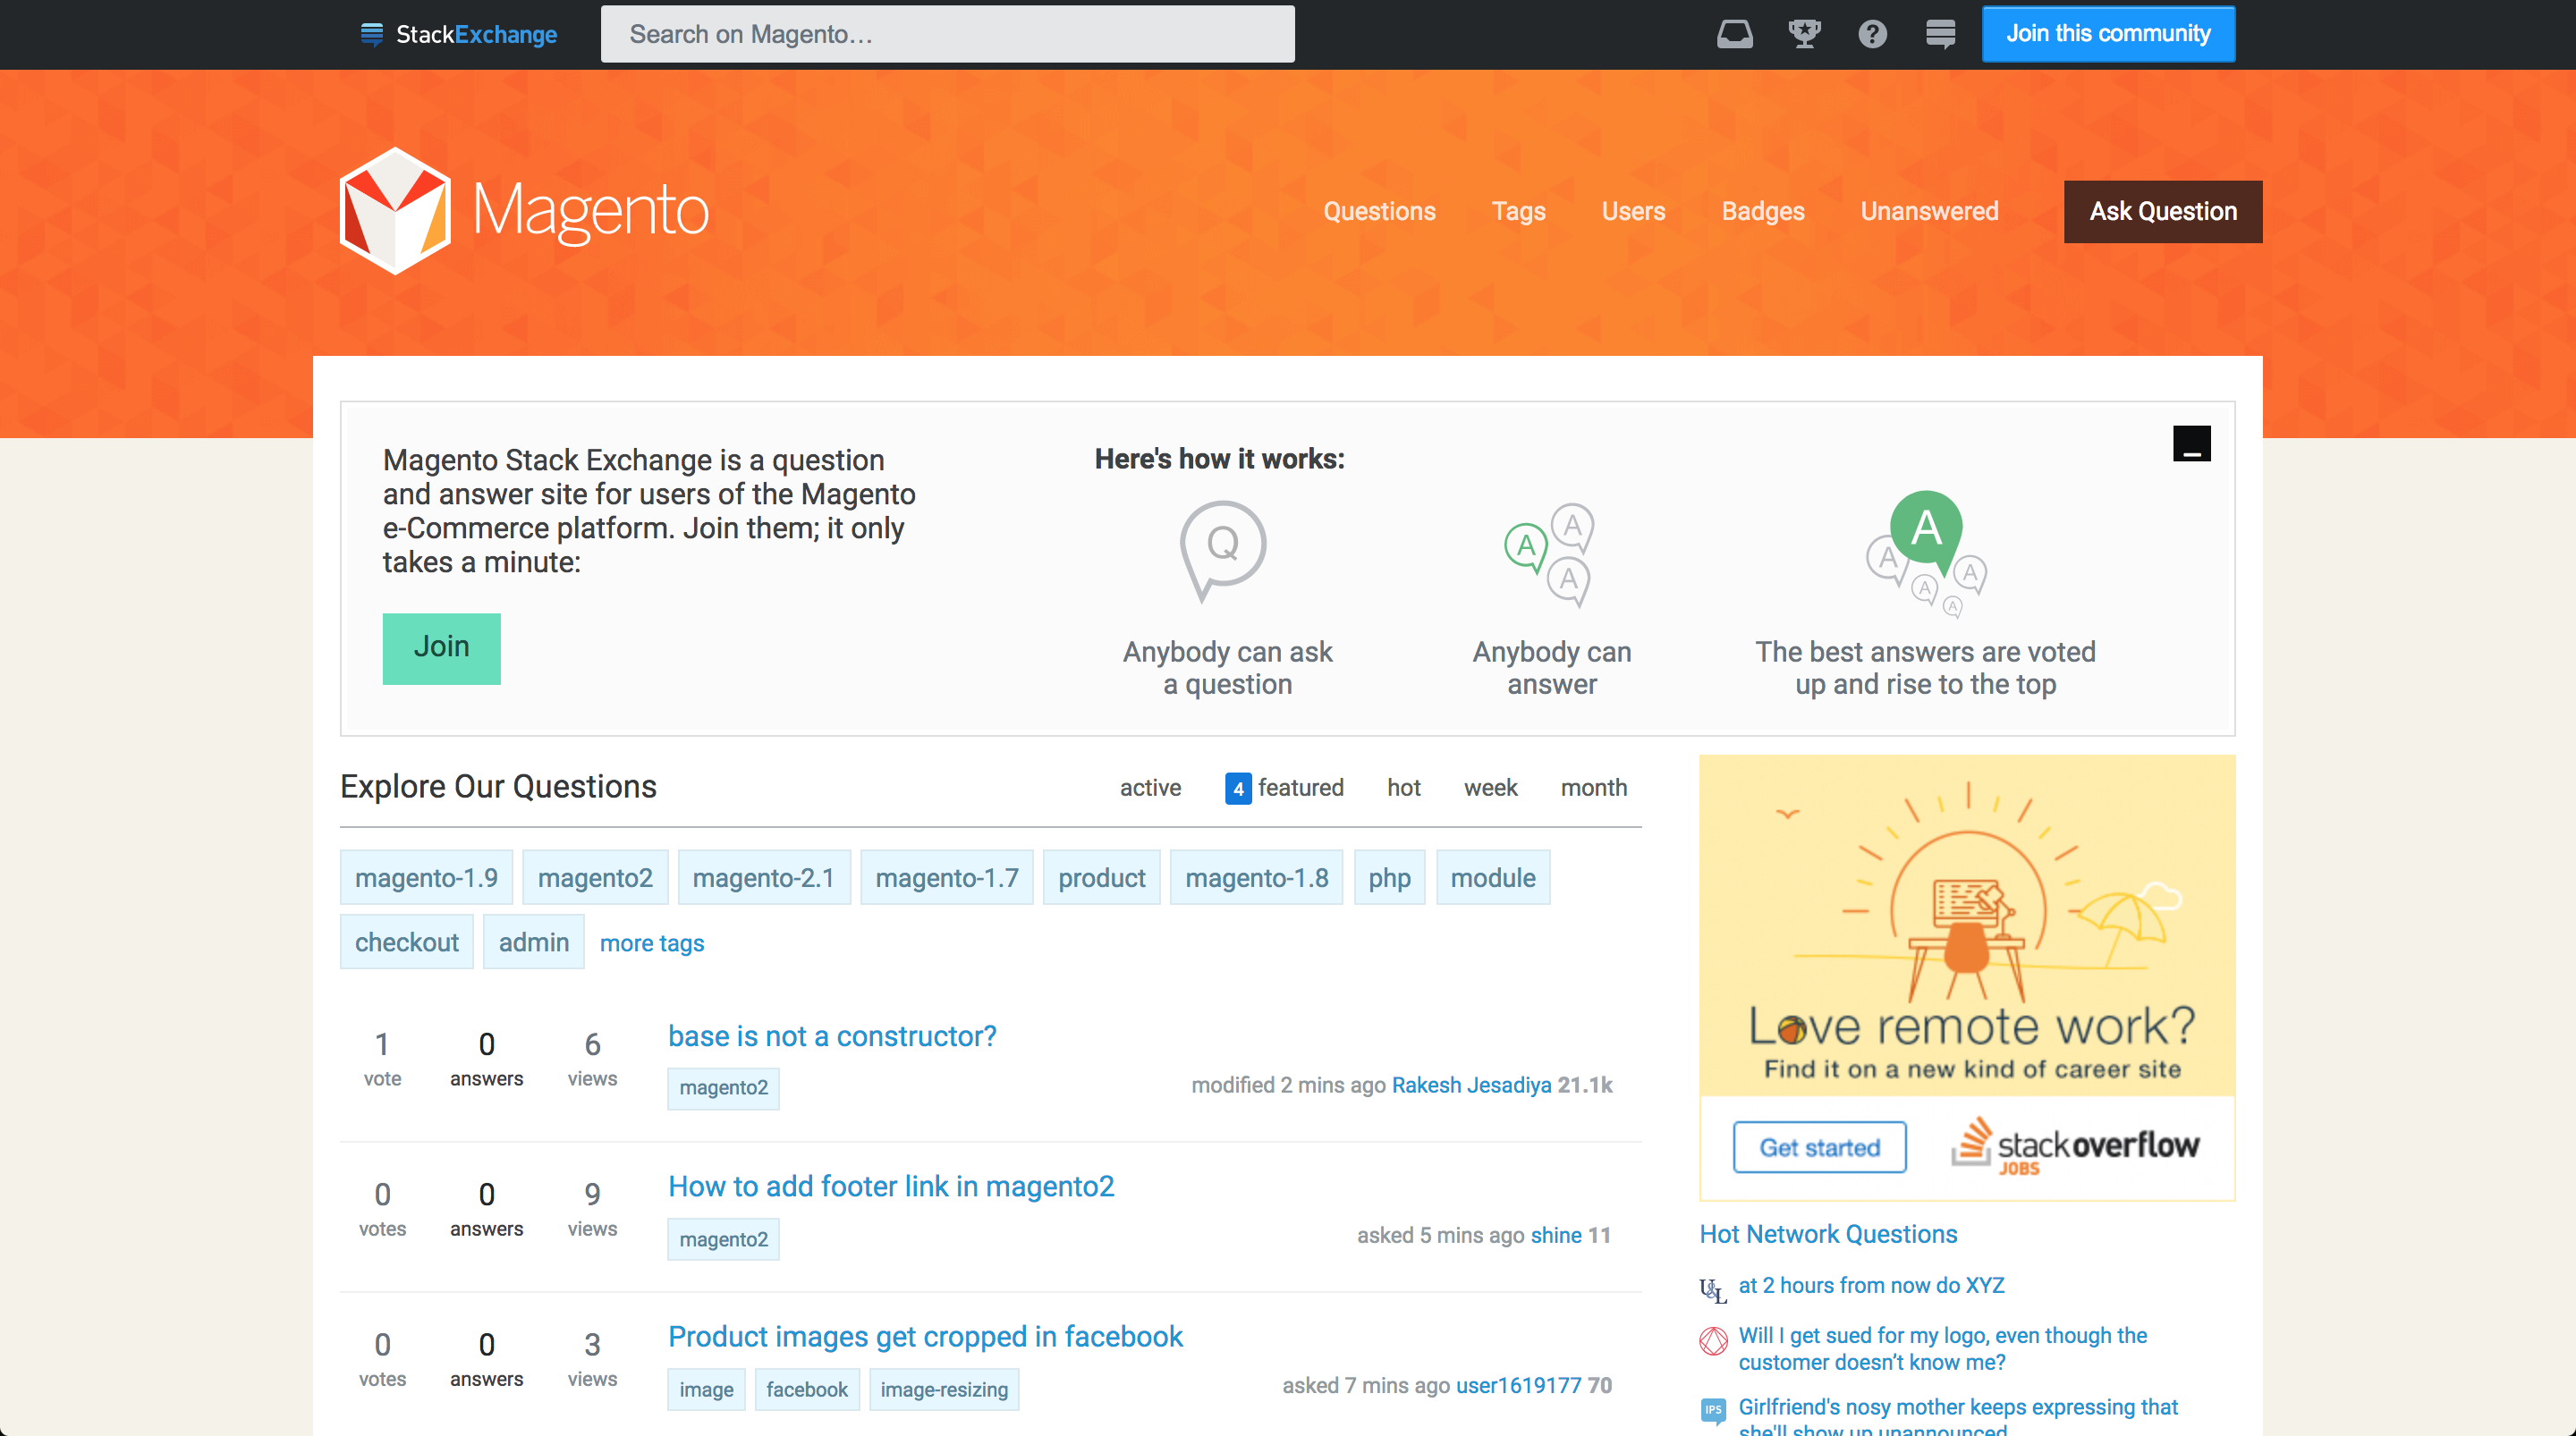 StackExchange
Search on Magento…
Join this community
Magento
Questions
Tags
Users
Badges
Unanswered
Ask Question
Magento Stack Exchange is a question
and answer site for users of the Magento
e-Commerce platform. Join them; it only
takes a minute:
Join
Here's how it works:
Q
Anybody can ask
a question
A
A
A
Anybody can
answer
A
A
A
A
A
The best answers are voted
up and rise to the top
Explore Our Questions
active
4 featured
hot
week
month
magento-1.9 magento2 magento-2.1 magento-1.7 product magento-1.8 php module
checkout admin more tags
1
vote
0
answers
6
views
base is not a constructor?
magento2
modified 2 mins ago Rakesh Jesadiya 21.1k
0
votes
0
answers
9
views
How to add footer link in magento2
magento2
asked 5 mins ago shine 11
0
votes
0
answers
3
views
Product images get cropped in facebook
image facebook image-resizing
asked 7 mins ago user1619177 70
Love remote work?
Find it on a new kind of career site
Get started
stackoverflow
JOBS
Hot Network Questions
U&L
at 2 hours from now do XYZ
Will I get sued for my logo, even though the
customer doesn’t know me?
IPS
Girlfriend's nosy mother keeps expressing that
she'll show up unannounced